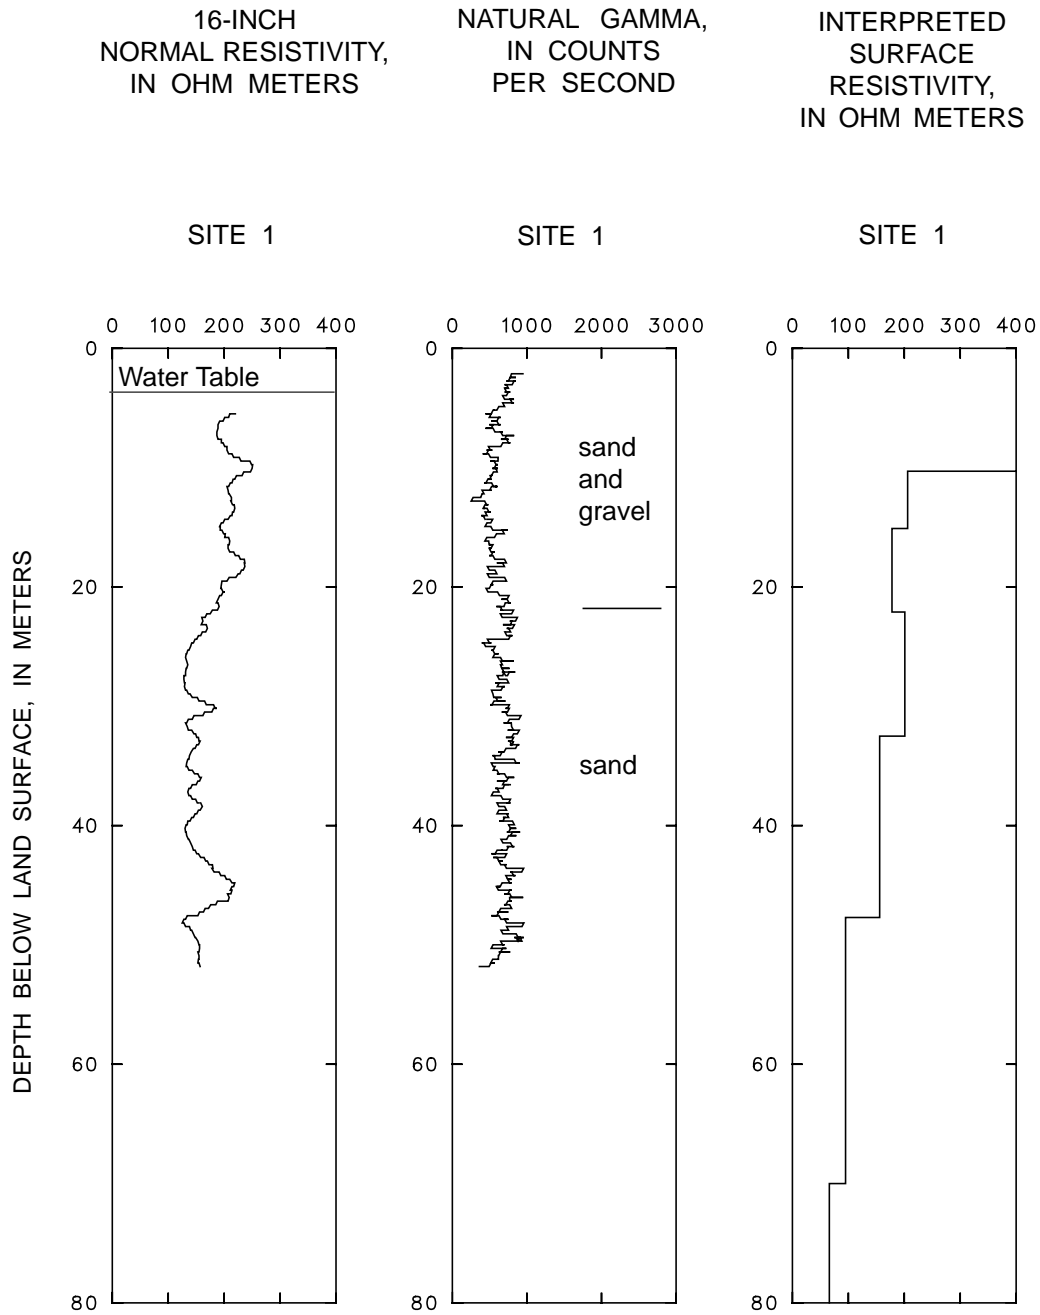 16-INCH
NORMAL RESISTIVITY,
IN OHM METERS
NATURAL GAMMA,
IN COUNTS
PER SECOND
INTERPRETED
SURFACE
RESISTIVITY,
IN OHM METERS
SITE 1
SITE 1
SITE 1
0 100 200 300 400
0 1000 2000 3000
0 100 200 300 400
DEPTH BELOW LAND SURFACE, IN METERS
0
20
40
60
80
Water Table
0
20
40
60
80
sand
and
gravel
sand
0
20
40
60
80